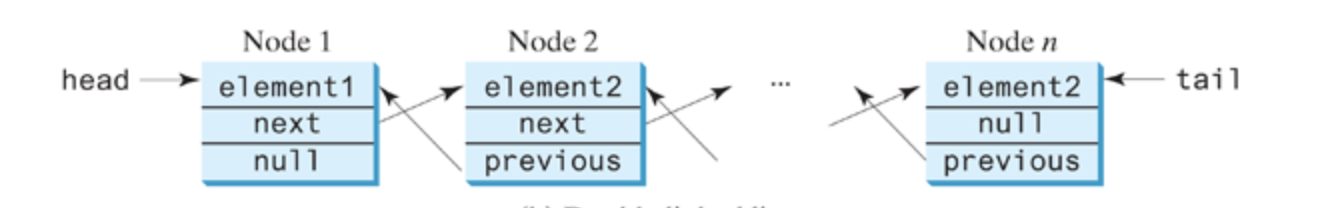 Node 1 Node 2 Node n
head element1 element2 ... element2 tail
next next null
null previous previous